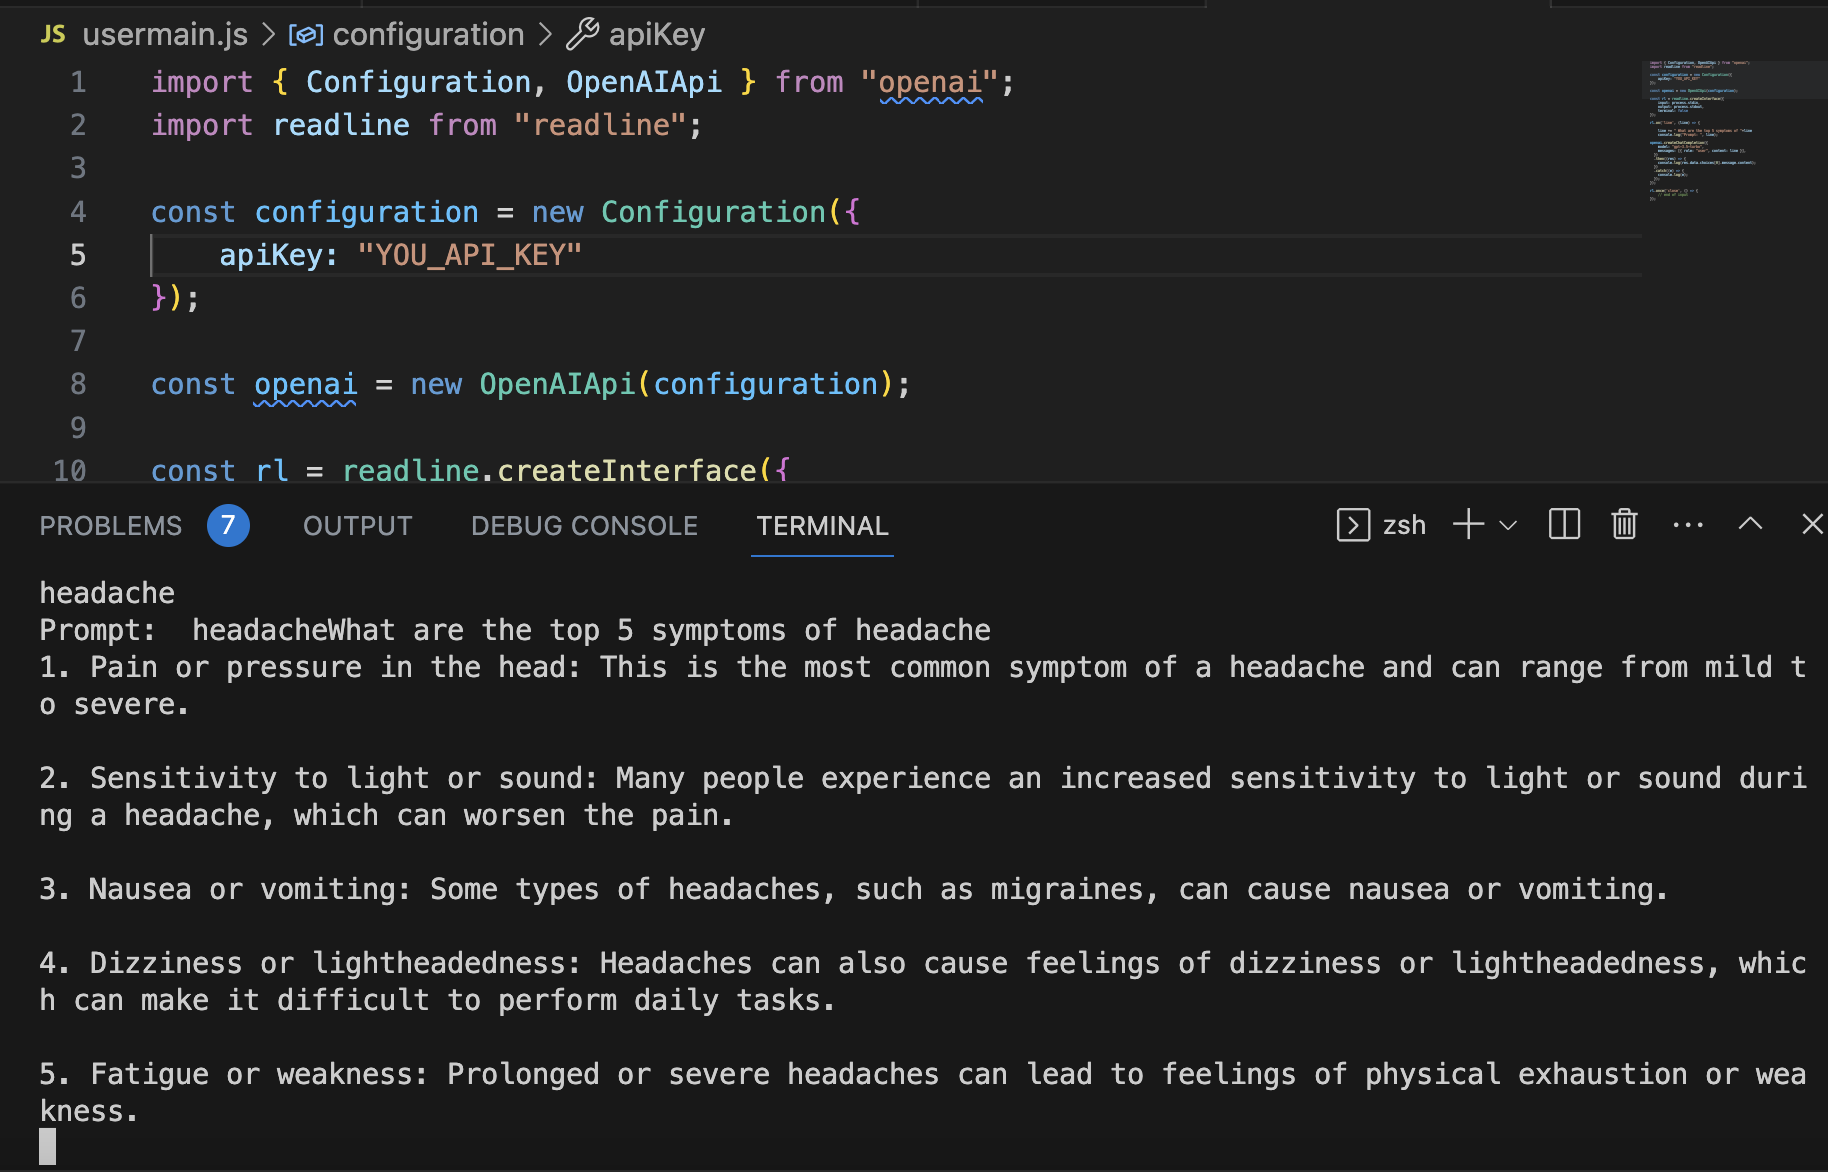 JS usermain.js > configuration > apiKey
1 import { Configuration, OpenAIApi } from "openai";
2 import readline from "readline";
3
4 const configuration = new Configuration({
5 apiKey: "YOU_API_KEY"
6 });
7
8 const openai = new OpenAIApi(configuration);
9
10 const rl = readline.createInterface({
PROBLEMS 7 OUTPUT DEBUG CONSOLE TERMINAL zsh
headache
Prompt:  headacheWhat are the top 5 symptoms of headache
1. Pain or pressure in the head: This is the most common symptom of a headache and can range from mild t
o severe.
2. Sensitivity to light or sound: Many people experience an increased sensitivity to light or sound duri
ng a headache, which can worsen the pain.
3. Nausea or vomiting: Some types of headaches, such as migraines, can cause nausea or vomiting.
4. Dizziness or lightheadedness: Headaches can also cause feelings of dizziness or lightheadedness, whic
h can make it difficult to perform daily tasks.
5. Fatigue or weakness: Prolonged or severe headaches can lead to feelings of physical exhaustion or wea
kness.